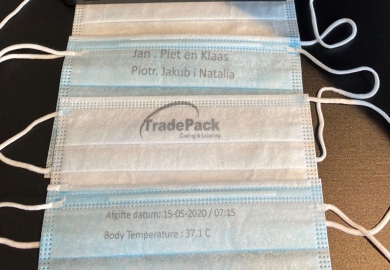 Jan . Piet en Klaas
Piotr, Jakub i Natalia
TradePack
Coding & Labeling
Afgifte datum: 15-05-2020 / 07:15
Body Temperature : 37,1 C